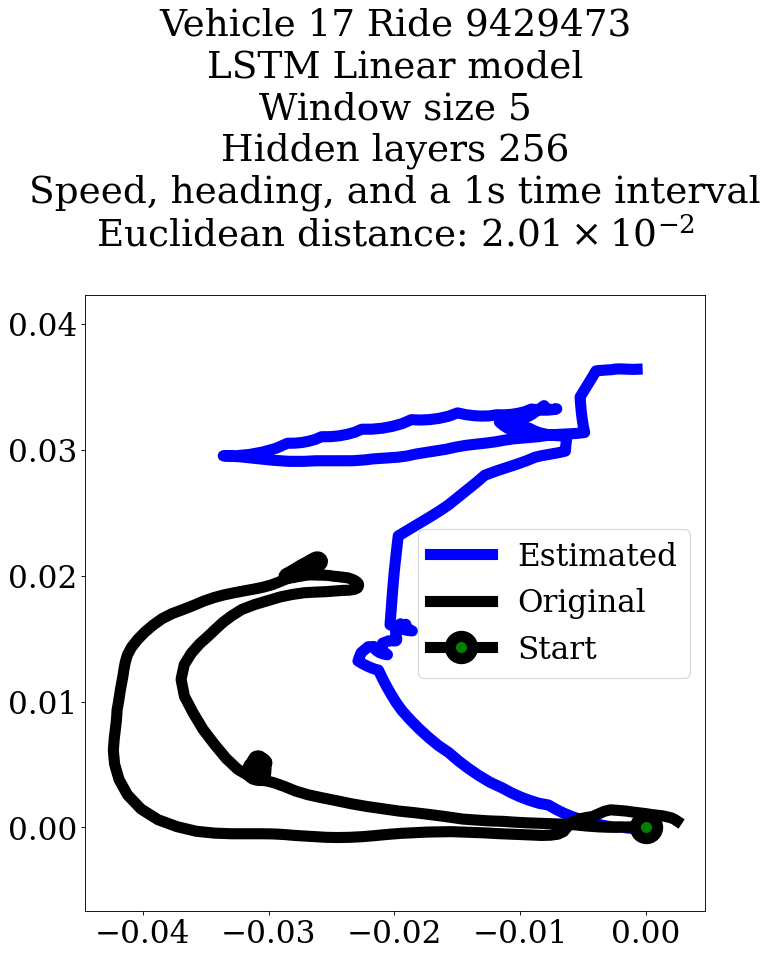 Vehicle 17 Ride 9429473
LSTM Linear model
Window size 5
Hidden layers 256
Speed, heading, and a 1s time interval
Euclidean distance: 2.01 × 10⁻²
0.04
0.03
0.02
0.01
0.00
Estimated
Original
Start
−0.04 −0.03 −0.02 −0.01 0.00